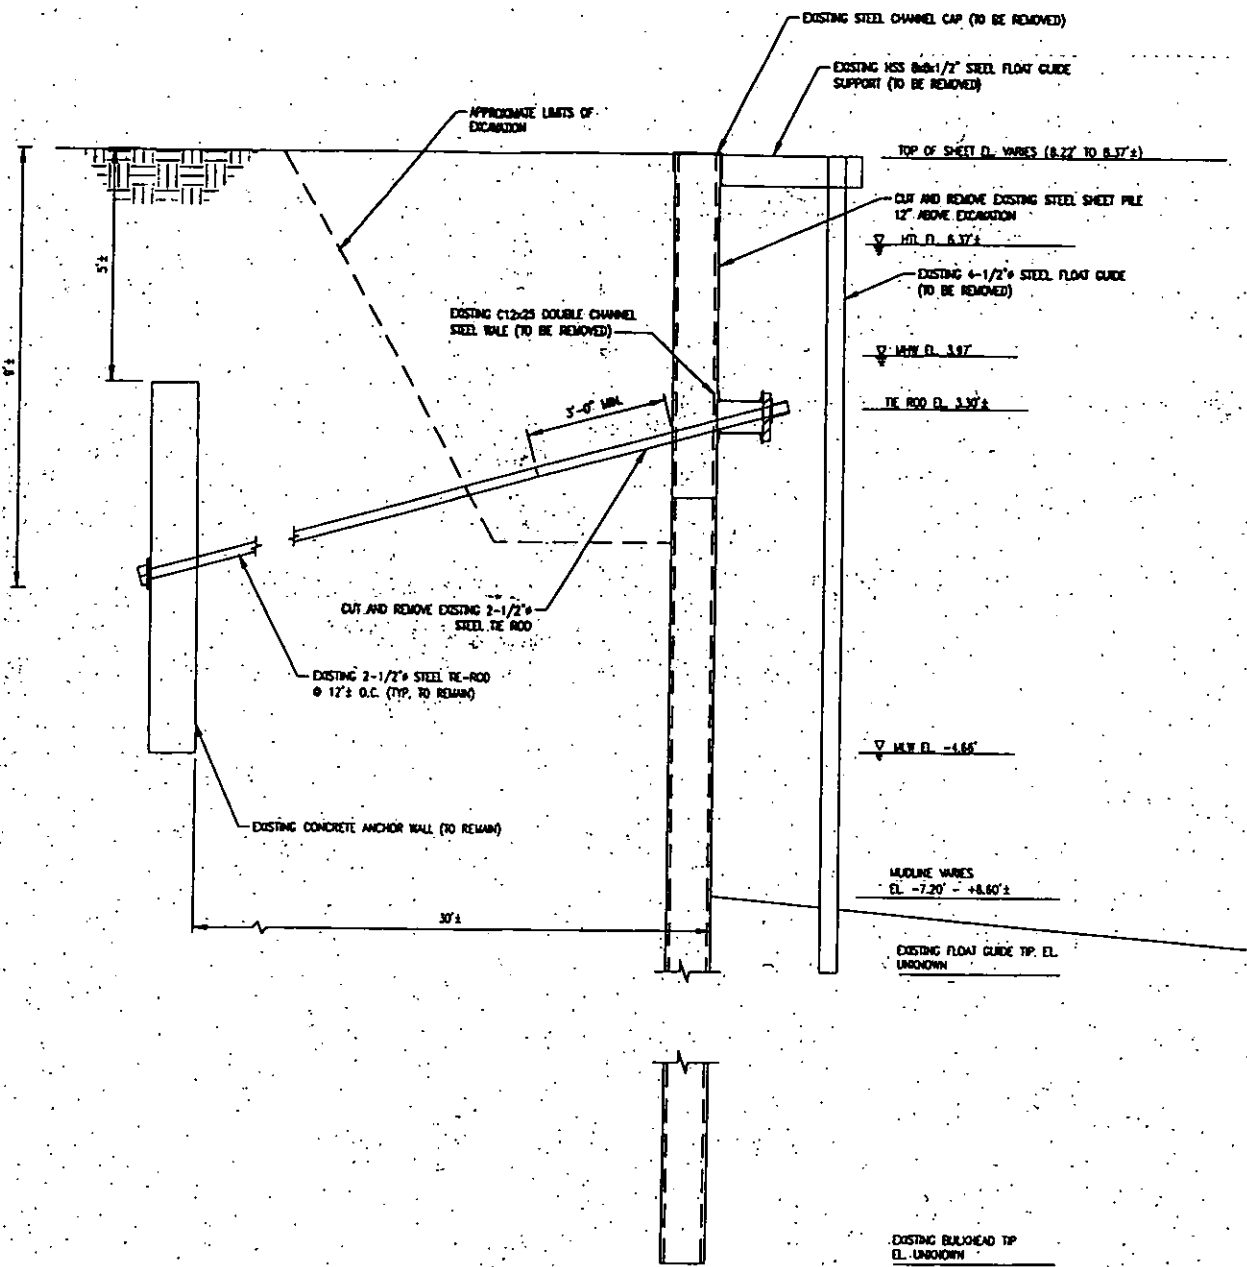 EXISTING STEEL CHANNEL CAP (TO BE REMOVED)
EXISTING HSS 8x8x1/2" STEEL FLOAT GUIDE
SUPPORT (TO BE REMOVED)
APPROXIMATE LIMITS OF
EXCAVATION
TOP OF SHEET EL. VARIES (8.22' TO 8.37'±)
CUT AND REMOVE EXISTING STEEL SHEET PILE
12" ABOVE EXCAVATION
HTL EL. 6.37'±
EXISTING 4-1/2"ø STEEL FLOAT GUIDE
(TO BE REMOVED)
5'±
EXISTING C12x25 DOUBLE CHANNEL
STEEL WALE (TO BE REMOVED)
MHW EL. 3.97'
9'±
3'-0" MIN.
TIE ROD EL. 3.30'±
CUT AND REMOVE EXISTING 2-1/2"ø
STEEL TIE ROD
EXISTING 2-1/2"ø STEEL TIE-ROD
@ 12'± O.C. (TYP. TO REMAIN)
MLW EL. -4.66'
EXISTING CONCRETE ANCHOR WALL (TO REMAIN)
MUDLINE VARIES
EL. -7.20' - +8.60'±
30'±
EXISTING FLOAT GUIDE TIP EL.
UNKNOWN
EXISTING BULKHEAD TIP
EL. UNKNOWN